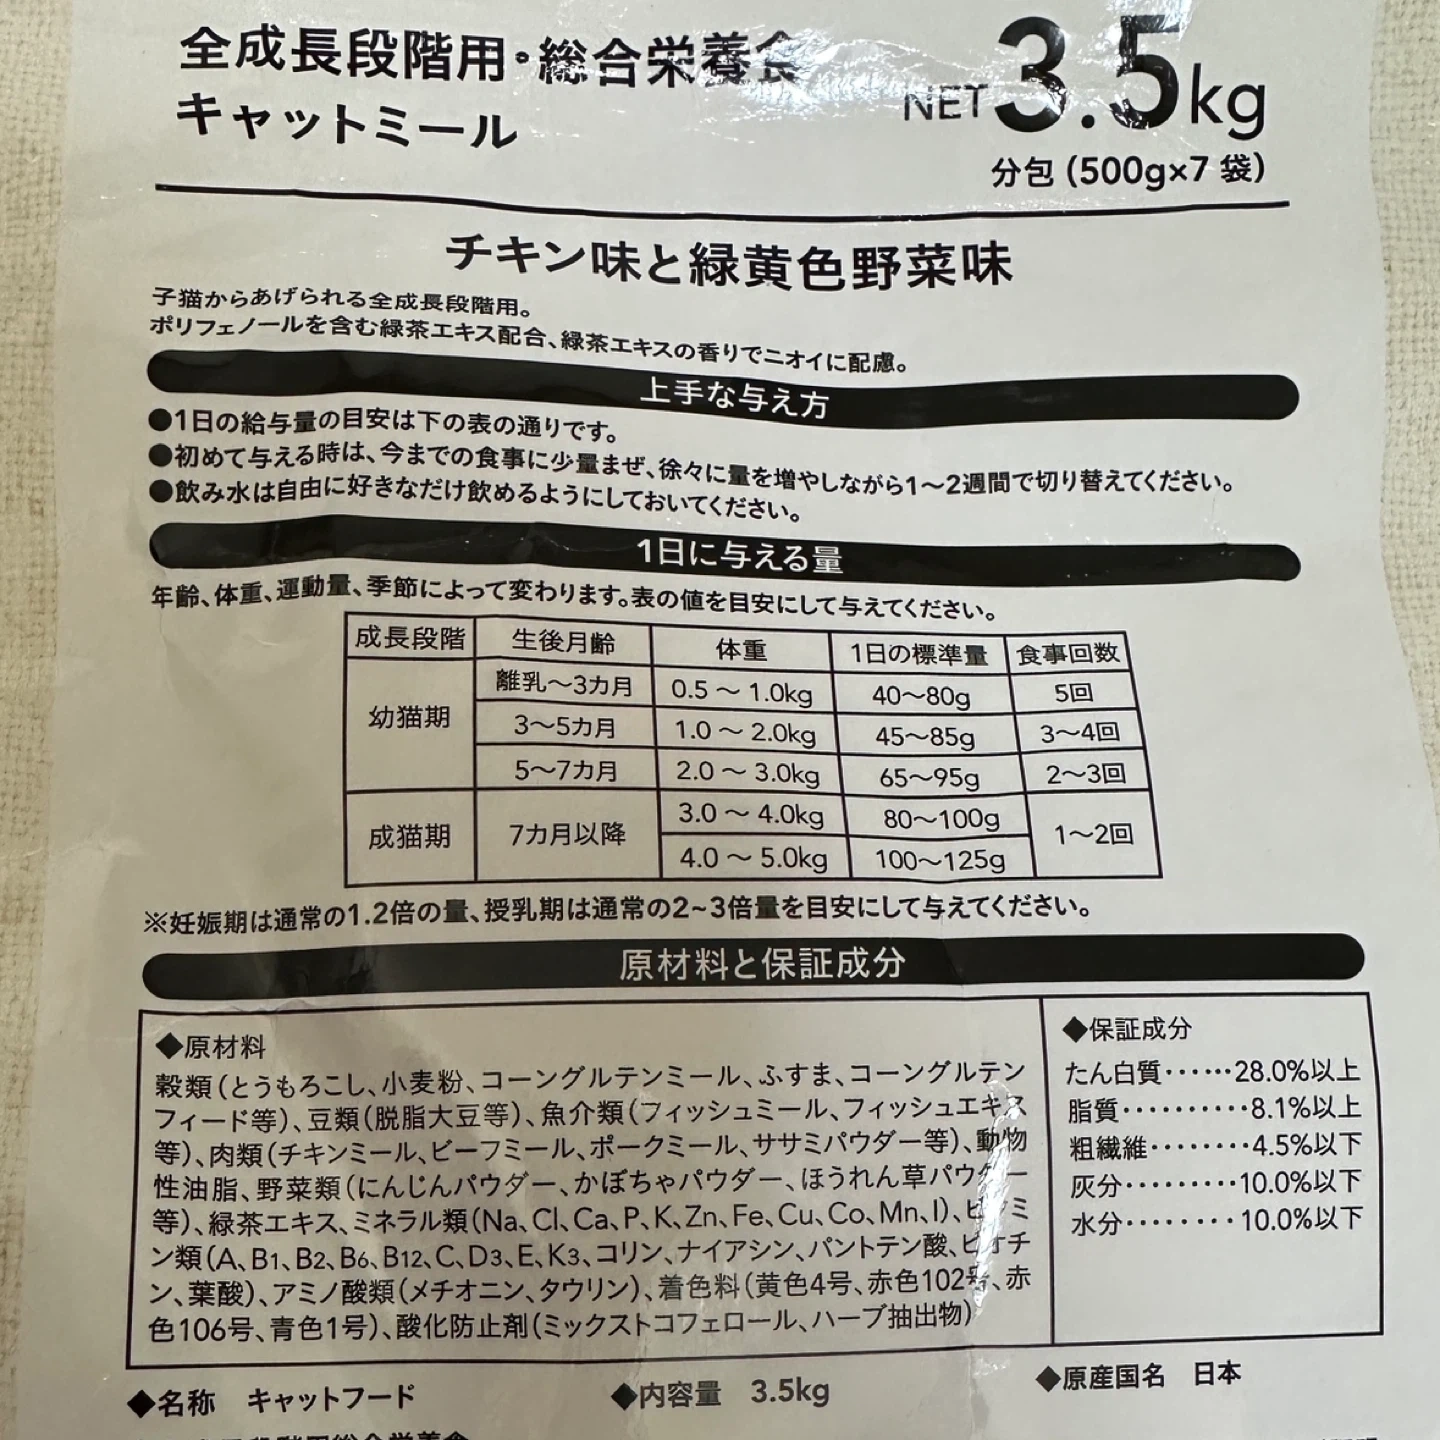 全成長段階用・総合栄養食
キャットミール
NET3.5kg
分包(500g×7 袋)
チキン味と緑黄色野菜味
子猫からあげられる全成長段階用。
ポリフェノールを含む緑茶エキス配合、緑茶エキスの香りでニオイに配慮。
上手な与え方
●1日の給与量の目安は下の表の通りです。
●初めて与える時は、今までの食事に少量まぜ、徐々に量を増やしながら1〜2週間で切り替えてください。
●飲み水は自由に好きなだけ飲めるようにしておいてください。
1日に与える量
年齢、体重、運動量、季節によって変わります。表の値を目安にして与えてください。
成長段階 生後月齢 体重 1日の標準量 食事回数
幼猫期 離乳〜3カ月 0.5 〜 1.0kg 40〜80g 5回
3〜5カ月 1.0 〜 2.0kg 45〜85g 3〜4回
5〜7カ月 2.0 〜 3.0kg 65〜95g 2〜3回
成猫期 7カ月以降 3.0 〜 4.0kg 80〜100g 1〜2回
4.0 〜 5.0kg 100〜125g
※妊娠期は通常の1.2倍の量、授乳期は通常の2~3倍量を目安にして与えてください。
原材料と保証成分
◆原材料
穀類(とうもろこし、小麦粉、コーングルテンミール、ふすま、コーングルテン
フィード等)、豆類(脱脂大豆等)、魚介類(フィッシュミール、フィッシュエキス
等)、肉類(チキンミール、ビーフミール、ポークミール、ササミパウダー等)、動物
性油脂、野菜類(にんじんパウダー、かぼちゃパウダー、ほうれん草パウダー
等)、緑茶エキス、ミネラル類(Na、Cl、Ca、P、K、Zn、Fe、Cu、Co、Mn、I)、ビタミ
ン類(A、B1、B2、B6、B12、C、D3、E、K3、コリン、ナイアシン、パントテン酸、ビオチ
ン、葉酸)、アミノ酸類(メチオニン、タウリン)、着色料(黄色4号、赤色102号、赤
色106号、青色1号)、酸化防止剤(ミックストコフェロール、ハーブ抽出物)
◆保証成分
たん白質······28.0%以上
脂質··········8.1%以上
粗繊維········4.5%以下
灰分·········10.0%以下
水分········10.0%以下
◆名称 キャットフード
◆内容量 3.5kg
◆原産国名 日本